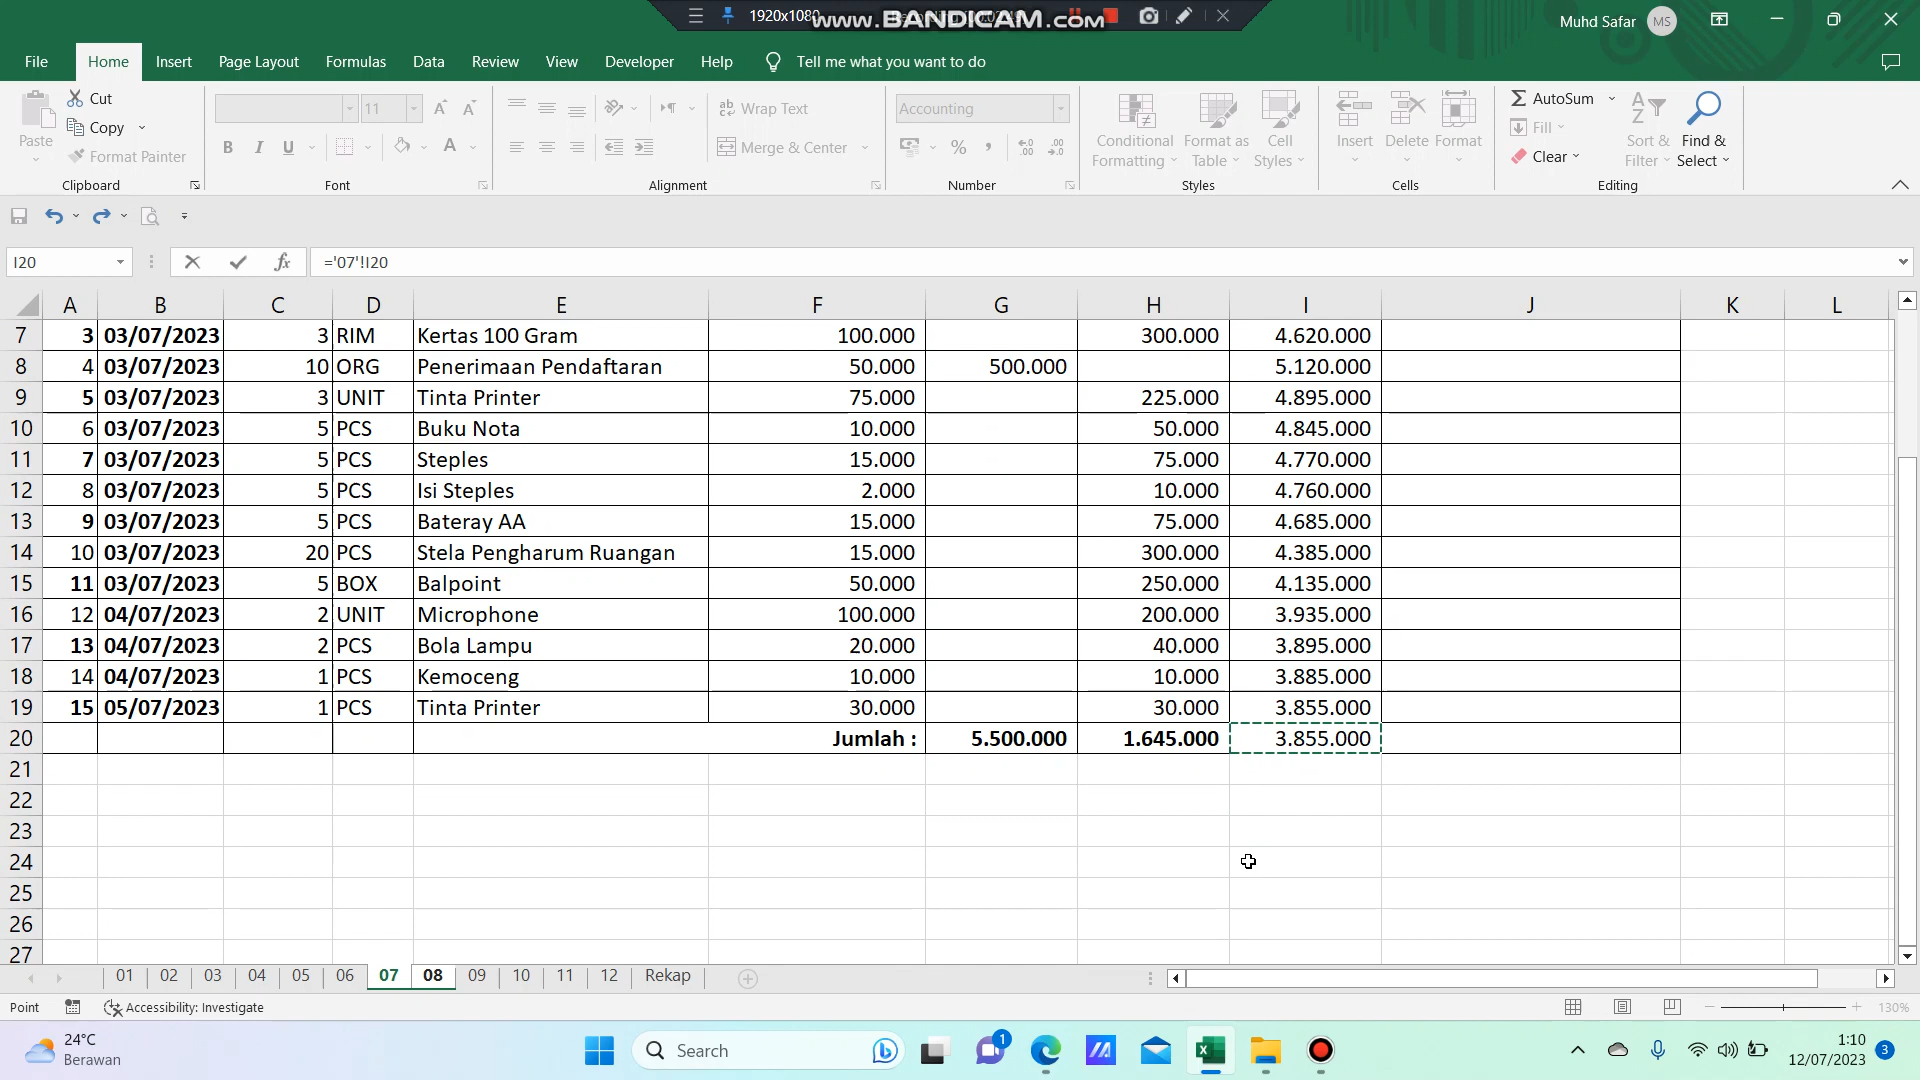 1920x1080
www.BANDICAM.com
Muhd Safar MS
File Home Insert Page Layout Formulas Data Review View Developer Help Tell me what you want to do
Paste
Cut
Copy
Format Painter
Clipboard
11
B I U
Font
Wrap Text
Merge & Center
Alignment
Accounting
Number
Conditional Formatting
Format as Table
Cell Styles
Styles
Insert Delete Format
Cells
AutoSum
Fill
Clear
Sort & Filter
Find & Select
Editing
I20 fx ='07'!I20
A B C D E F G H I J K L
7 3 03/07/2023 3 RIM Kertas 100 Gram 100.000 300.000 4.620.000
8 4 03/07/2023 10 ORG Penerimaan Pendaftaran 50.000 500.000 5.120.000
9 5 03/07/2023 3 UNIT Tinta Printer 75.000 225.000 4.895.000
10 6 03/07/2023 5 PCS Buku Nota 10.000 50.000 4.845.000
11 7 03/07/2023 5 PCS Steples 15.000 75.000 4.770.000
12 8 03/07/2023 5 PCS Isi Steples 2.000 10.000 4.760.000
13 9 03/07/2023 5 PCS Bateray AA 15.000 75.000 4.685.000
14 10 03/07/2023 20 PCS Stela Pengharum Ruangan 15.000 300.000 4.385.000
15 11 03/07/2023 5 BOX Balpoint 50.000 250.000 4.135.000
16 12 04/07/2023 2 UNIT Microphone 100.000 200.000 3.935.000
17 13 04/07/2023 2 PCS Bola Lampu 20.000 40.000 3.895.000
18 14 04/07/2023 1 PCS Kemoceng 10.000 10.000 3.885.000
19 15 05/07/2023 1 PCS Tinta Printer 30.000 30.000 3.855.000
20 Jumlah : 5.500.000 1.645.000 3.855.000
21
22
23
24
25
26
27
01 02 03 04 05 06 07 08 09 10 11 12 Rekap
Point Accessibility: Investigate 130%
24°C
Berawan
Search
1
1:10
12/07/2023
3